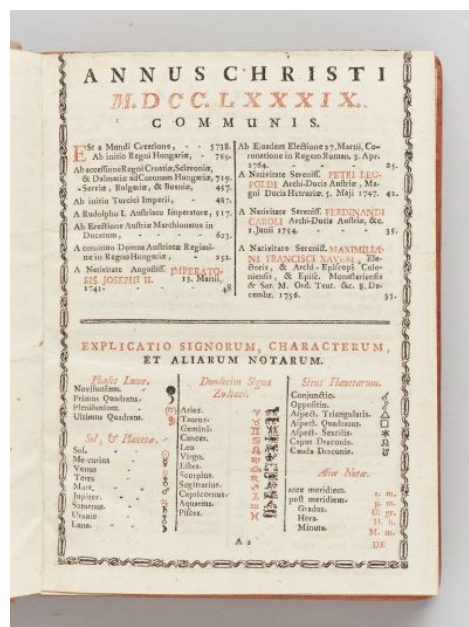 ANNUS CHRISTI
M.DCC.LXXXIX.
COMMUNIS.
ESt a Mundi Creatione, - - 5738.
Ab initio Regni Hungariæ, - 789.
Ab accessione Regni Croatiæ, Sclavoniæ,
& Dalmatiæ ad Coronam Hungariæ, 719.
- Serviæ, Bulgariæ, & Bosniæ, 457.
Ab initio Turcici Imperii, - 487.
A Rudolpho I. Austriaco Imperatore, 517.
Ab Erectione Austriæ Marchionatus in
Ducatum, - - - 623.
A continuo Domus Austriacæ Regimi-
ne in Regno Hungariæ, - 252.
A Nativitate Augustiss. IMPERATO-
RIS JOSEPHI II. 13. Martii,
1741. - - - 48
Ab Ejusdem Electione 27. Martii, Co-
ronatione in Regem Roman. 3. Apr.
1764. - - - 25.
A Nativitate Sereniss. PETRI LEO-
POLDI Archi-Ducis Austriæ, Ma-
gni Ducis Hetruriæ. 5. Maji 1747. 42.
A Nativitate Sereniss. FERDINANDI
CAROLI Archi-Ducis Austriæ, &c.
1. Junii 1754. - - - 35.
A Nativitate Sereniss. MAXIMILIA-
NI FRANCISCI XAVERI, Ele-
ctoris, & Archi-Episcopi Colo-
niensis, & Episc. Monasteriensis
& Ser. M. Ord. Teut. &c. 8. De-
cembr. 1756. 33.
EXPLICATIO SIGNORUM, CHARACTERUM,
ET ALIARUM NOTARUM.
Phases Lunæ.
Novilunium.
Primus Quadrans.
Plenilunium.
Ultimus Quadrans.
Sol, & Planetæ.
Sol. ☉
Mercurius ☿
Venus ♀
Terra
Mars. ♂
Jupiter. ♃
Saturnus. ♄
Uranie
Luna. ☽
Duodecim Signa
Zodiaci.
Aries. ♈
Taurus. ♉
Gemini. ♊
Cancer. ♋
Leo ♌
Virgo. ♍
Libra. ♎
Scorpius. ♏
Sagittarius. ♐
Capricornus. ♑
Aquarius. ♒
Pisces. ♓
Situs Planetarum.
Conjunctio. ☌
Oppositio. ☍
Aspect. Triangularis. △
Aspect. Quadratus. □
Aspect. Sextilis. ✶
Caput Draconis. ☊
Cauda Draconis. ☋
Aliæ Notæ.
ante meridiem. a. m.
post meridiem. p. m.
Gradus. G. gr.
Hora. H. h.
Minuta. M. m.
A 2
DE